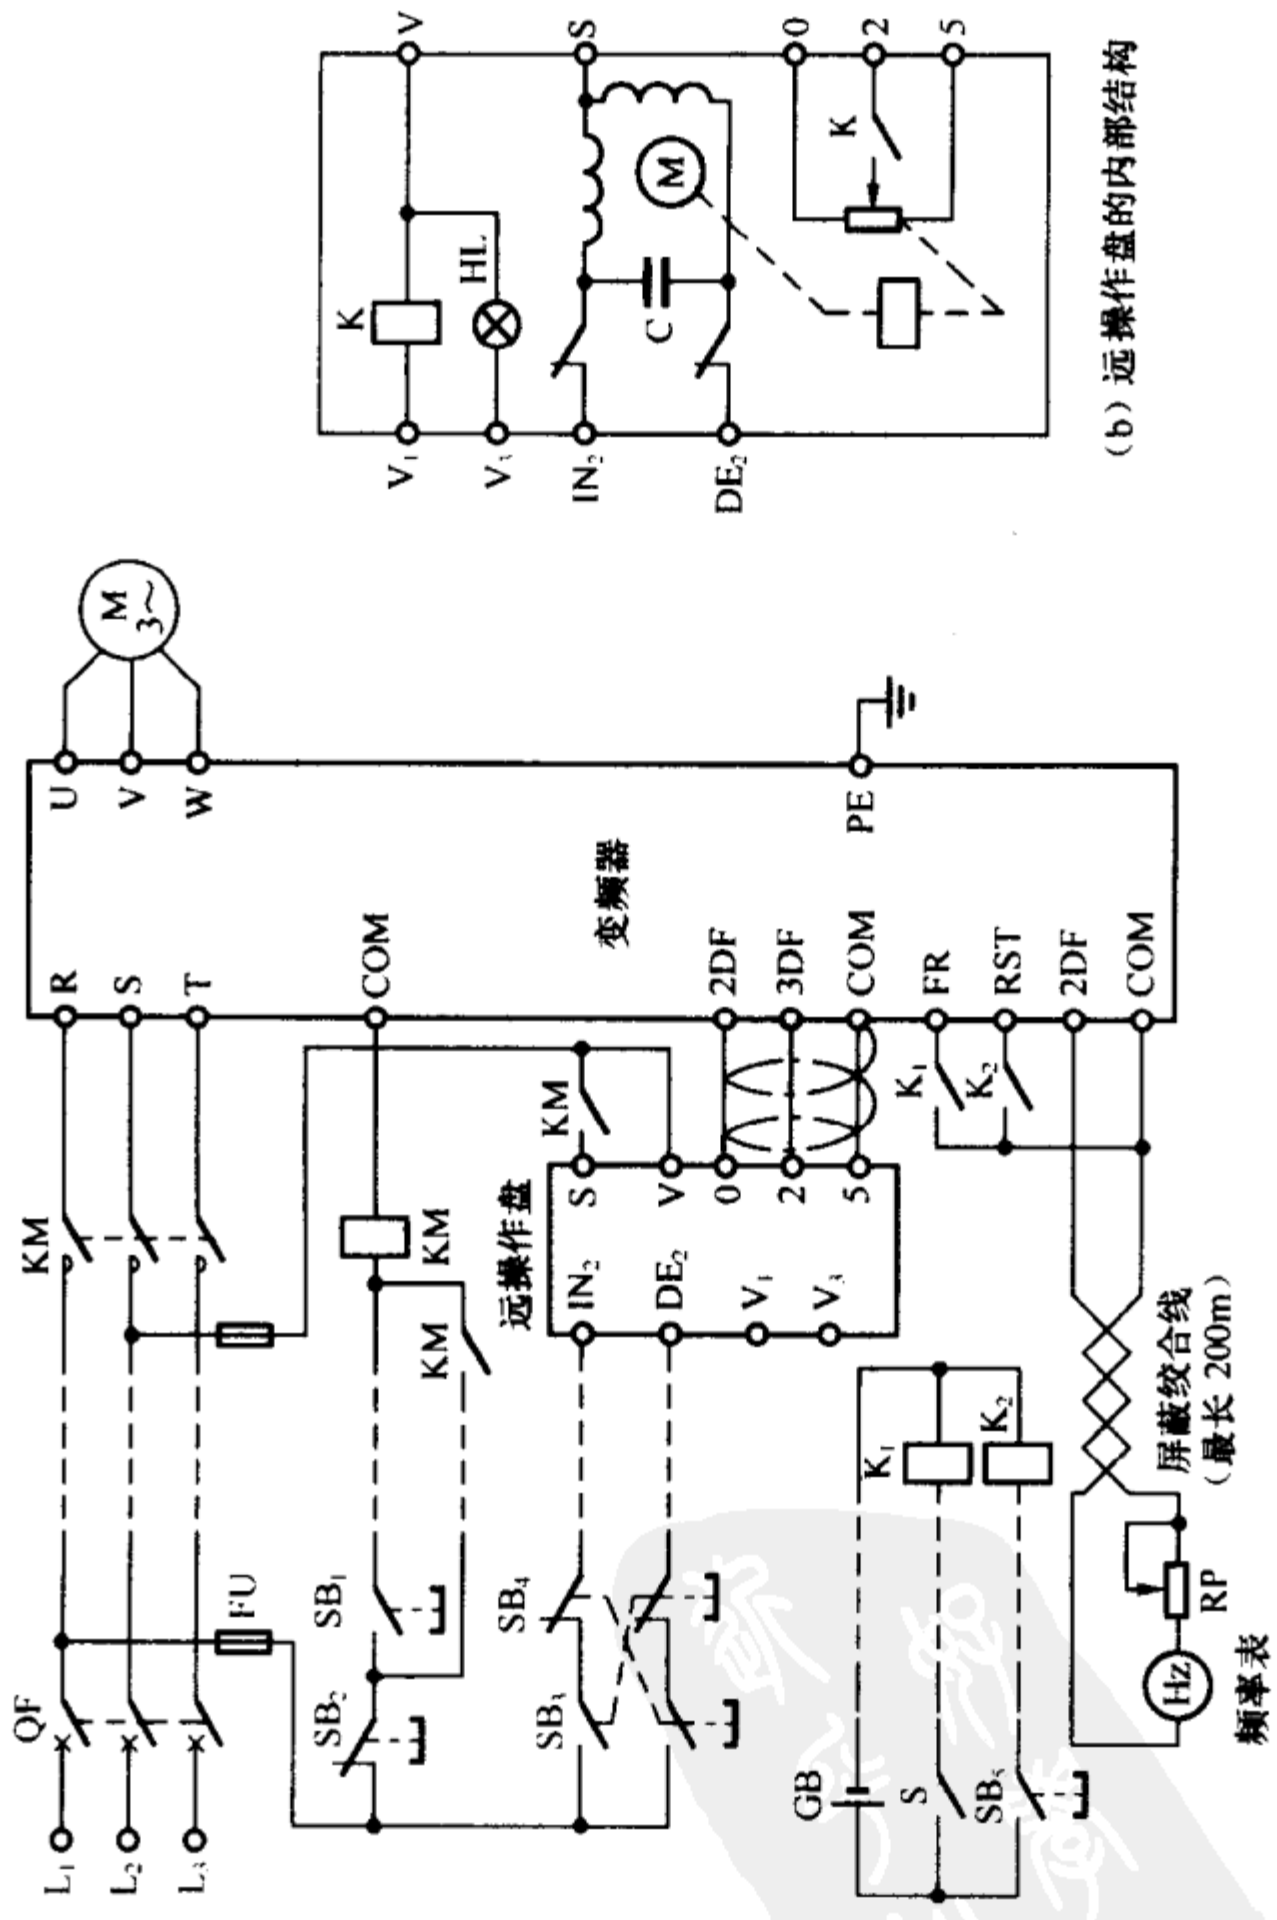 L₁
L₂
L₃
QF
FU
KM
R
S
T
U
V
W
M
3~
SB₂
SB₁
KM
KM
COM
变频器
SB₃
SB₄
远操作盘
IN₂
DE₂
V₁
V₃
S
V
0
2
5
KM
2DF
3DF
COM
FR
RST
2DF
COM
PE
K₁
K₂
GB
S
SB₅
K₁
K₂
频率表
Hz
RP
屏蔽绞合线
(最长 200m)
V₁
V₃
IN₂
DE₂
K
HL
C
M
K
V
S
0
2
5
(b) 远操作盘的内部结构